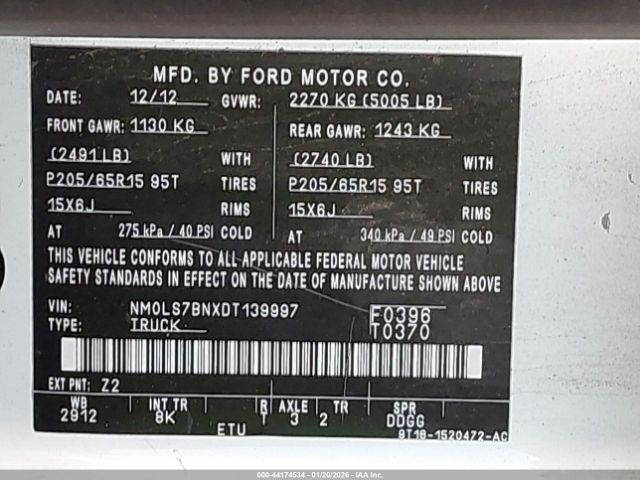 MFD. BY FORD MOTOR CO.
DATE: 12/12 GVWR: 2270 KG (5005 LB)
FRONT GAWR: 1130 KG REAR GAWR: 1243 KG
(2491 LB) WITH (2740 LB) WITH
P205/65R15 95T TIRES P205/65R15 95T TIRES
15X6J RIMS 15X6J RIMS
AT 275 kPa / 40 PSI COLD AT 340 kPa / 49 PSI COLD
THIS VEHICLE CONFORMS TO ALL APPLICABLE FEDERAL MOTOR VEHICLE
SAFETY STANDARDS IN EFFECT ON THE DATE OF MANUFACTURE SHOWN ABOVE
VIN: NM0LS7BNXDT139997 F0396
TYPE: TRUCK T0370
EXT PNT: Z2
WB INT TR R AXLE TR SPR
2912 8K T 3 2 DDGG
ETU 9T16-1520472-AC
000-44174534 - 01/20/2026 - IAAI.com